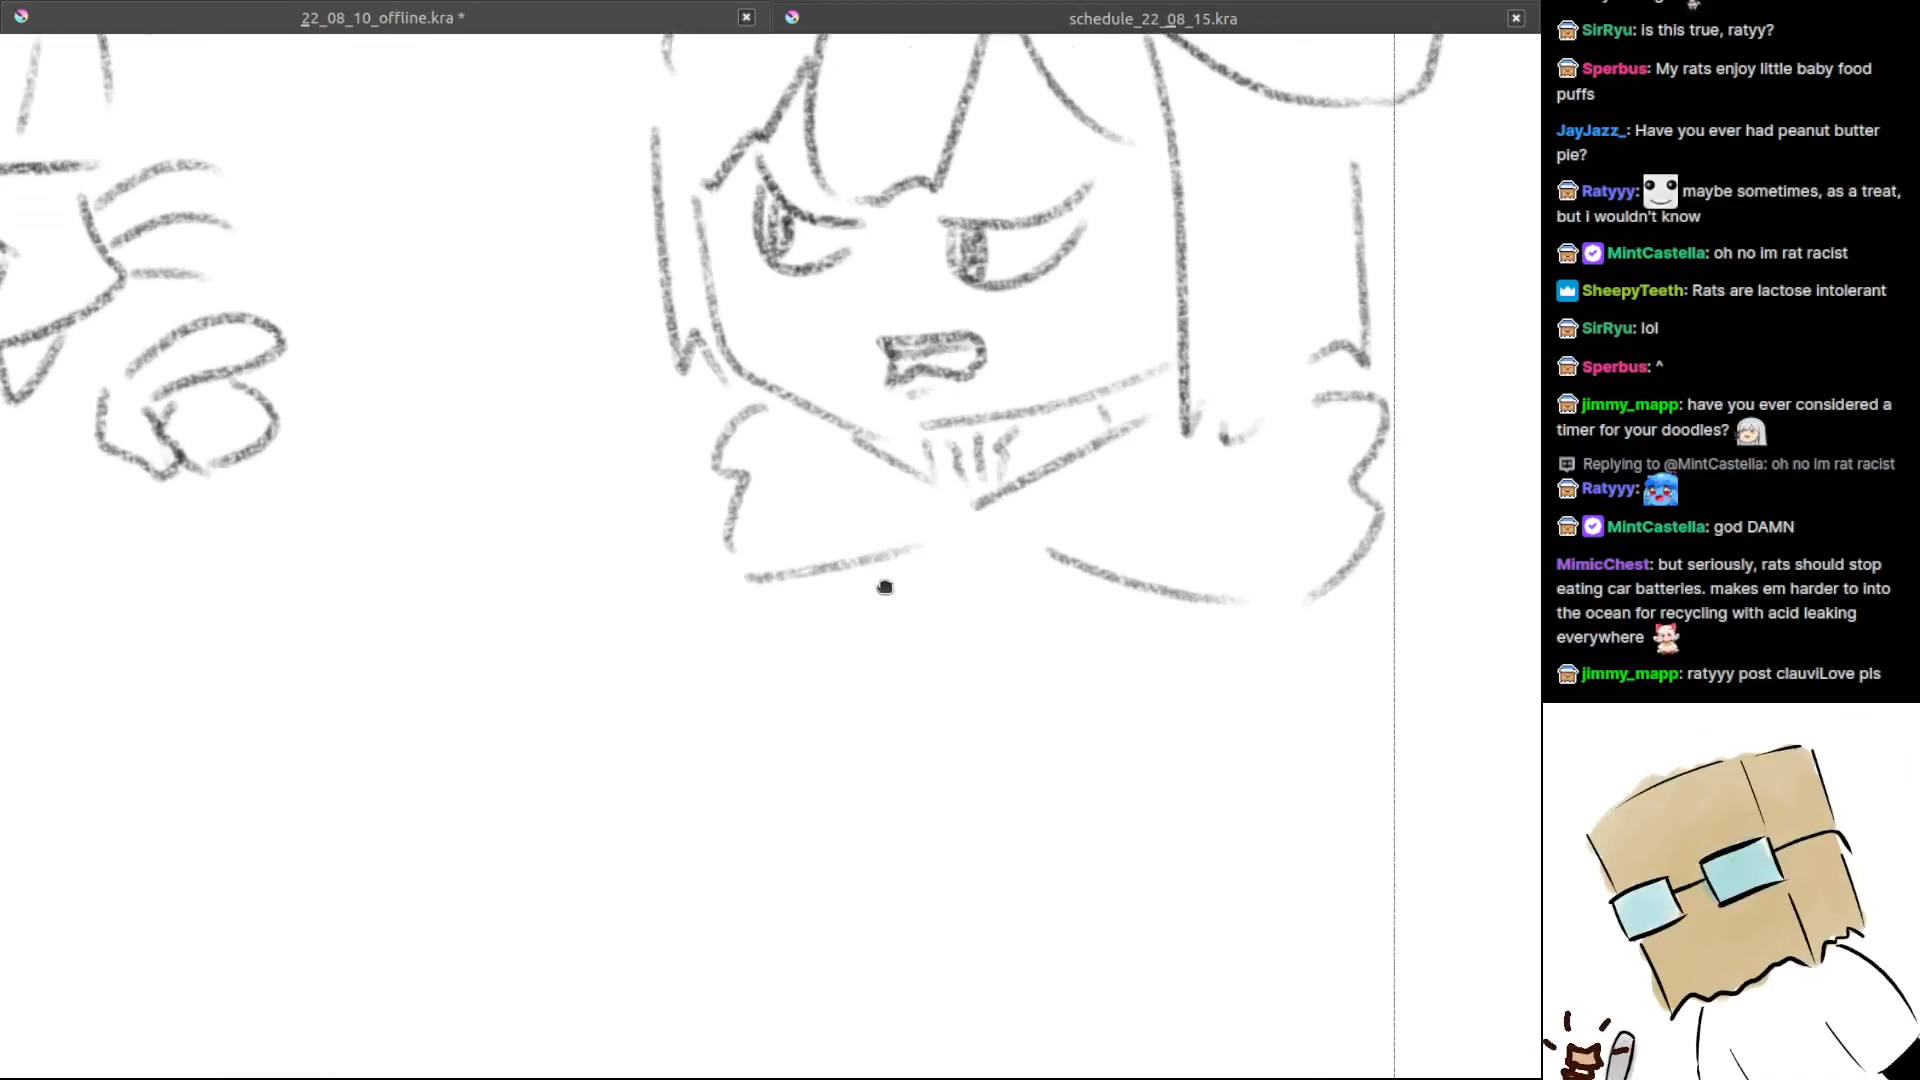 22_08_10_offline.kra *
schedule_22_08_15.kra
SirRyu: is this true, ratyy?
Sperbus: My rats enjoy little baby food
puffs
JayJazz_: Have you ever had peanut butter
pie?
Ratyyy: maybe sometimes, as a treat,
but i wouldn't know
MintCastella: oh no im rat racist
SheepyTeeth: Rats are lactose intolerant
SirRyu: lol
Sperbus: ^
jimmy_mapp: have you ever considered a
timer for your doodles?
Replying to @MintCastella: oh no im rat racist
Ratyyy:
MintCastella: god DAMN
MimicChest: but seriously, rats should stop
eating car batteries. makes em harder to into
the ocean for recycling with acid leaking
everywhere
jimmy_mapp: ratyyy post clauviLove pls